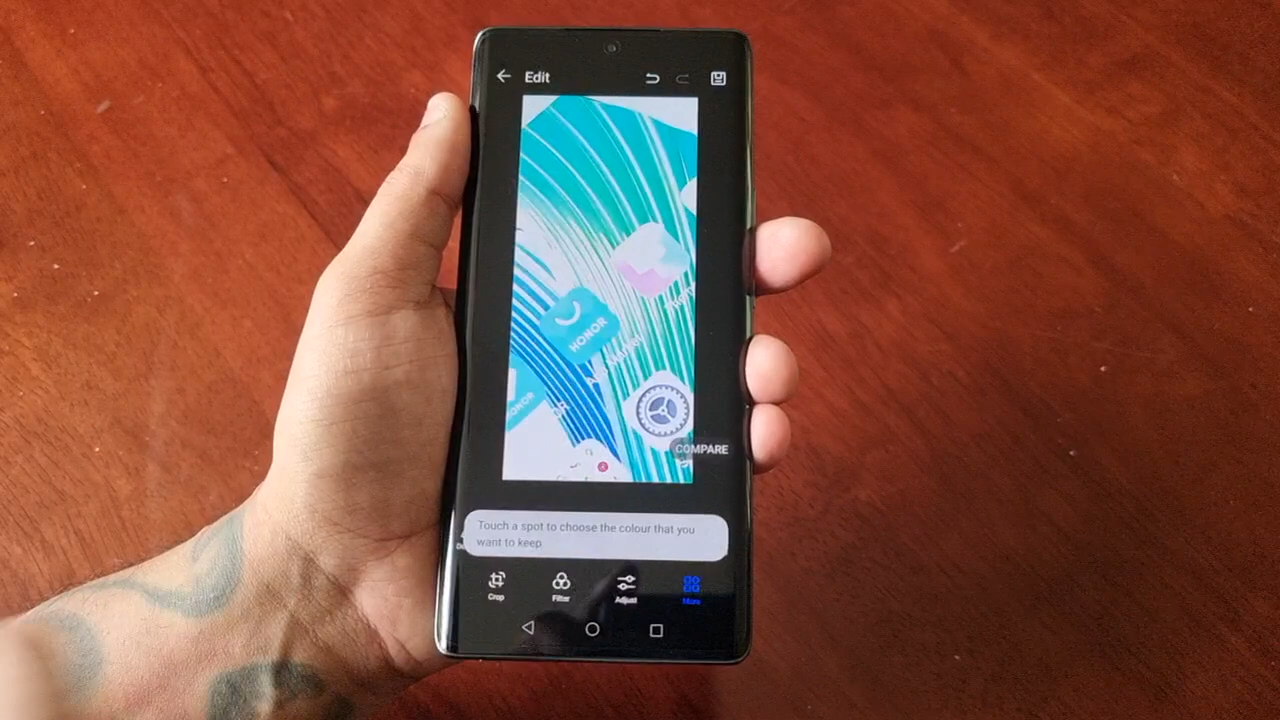 Edit
HONOR
COMPARE
Touch a spot to choose the colour that you
want to keep
Crop
Filter
Adjust
More